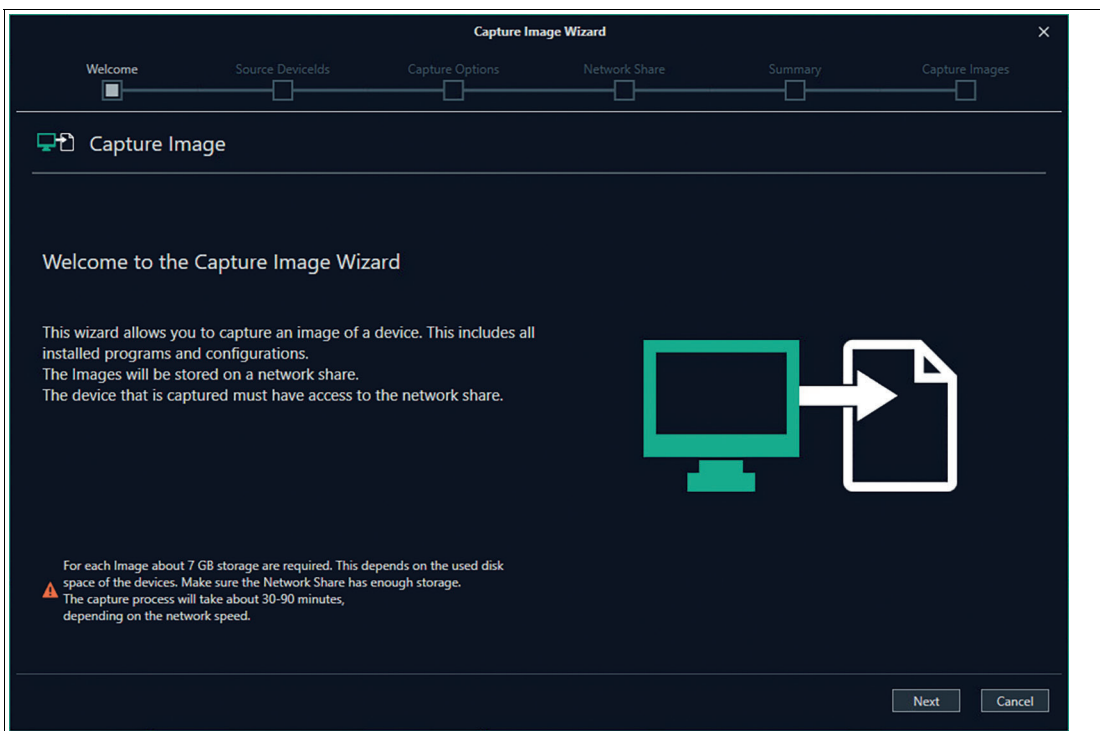 Capture Image Wizard
Welcome
Source DeviceIds
Capture Options
Network Share
Summary
Capture Images
Capture Image
Welcome to the Capture Image Wizard
This wizard allows you to capture an image of a device. This includes all
installed programs and configurations.
The Images will be stored on a network share.
The device that is captured must have access to the network share.
For each Image about 7 GB storage are required. This depends on the used disk
space of the devices. Make sure the Network Share has enough storage.
The capture process will take about 30-90 minutes,
depending on the network speed.
Next
Cancel